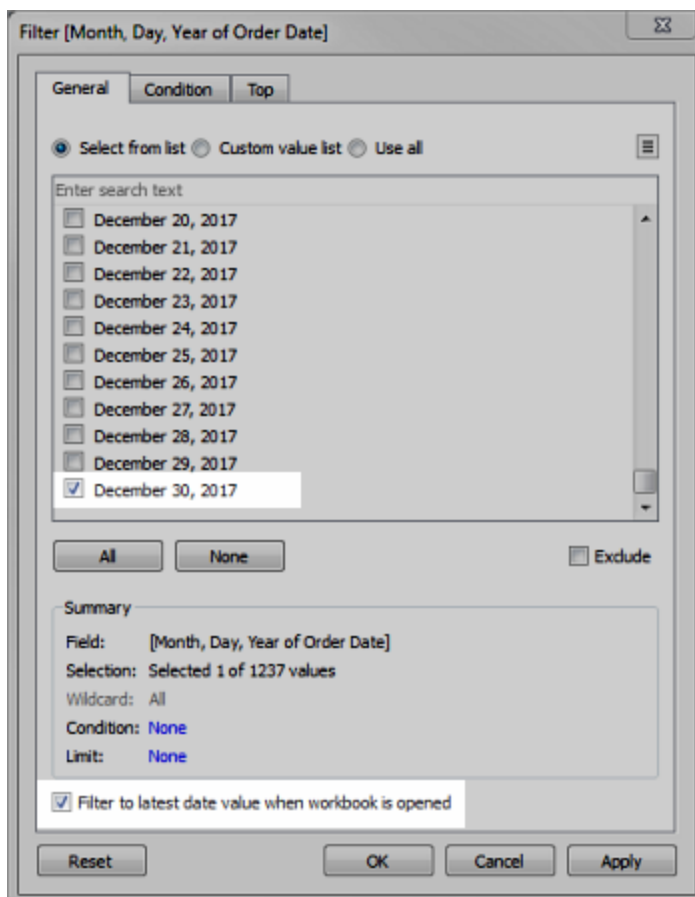 Filter [Month, Day, Year of Order Date]
General Condition Top
Select from list Custom value list Use all
Enter search text
December 20, 2017
December 21, 2017
December 22, 2017
December 23, 2017
December 24, 2017
December 25, 2017
December 26, 2017
December 27, 2017
December 28, 2017
December 29, 2017
December 30, 2017
All None Exclude
Summary
Field: [Month, Day, Year of Order Date]
Selection: Selected 1 of 1237 values
Wildcard: All
Condition: None
Limit: None
Filter to latest date value when workbook is opened
Reset OK Cancel Apply